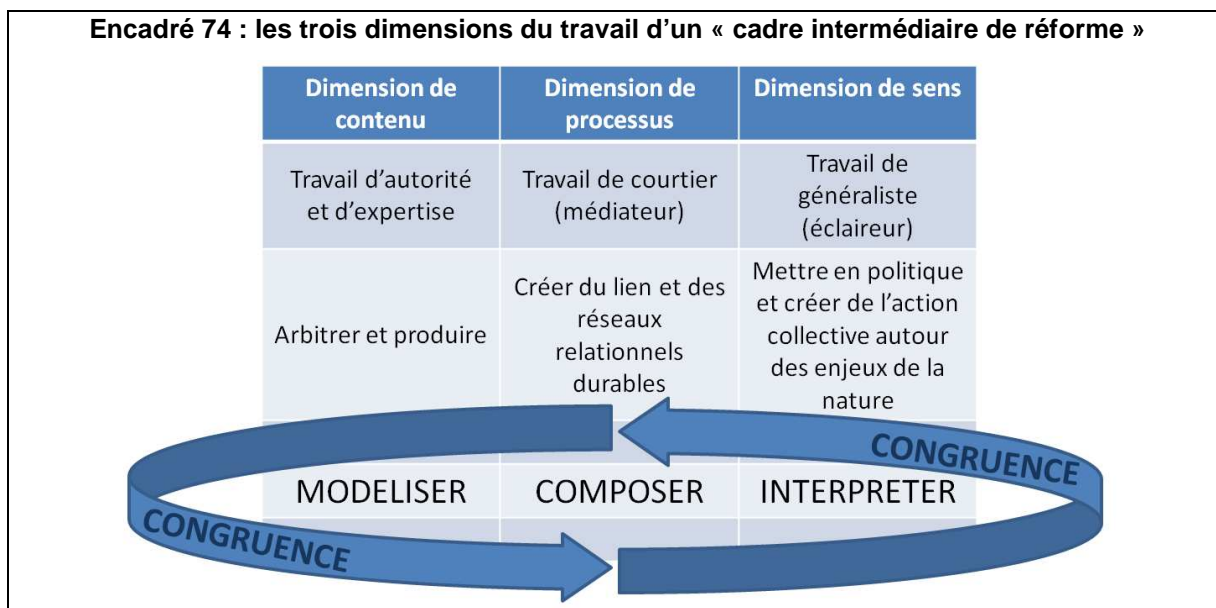 Encadré 74 : les trois dimensions du travail d’un « cadre intermédiaire de réforme »
Dimension de
contenu
Dimension de
processus
Dimension de sens
Travail d’autorité
et d’expertise
Travail de courtier
(médiateur)
Travail de
généraliste
(éclaireur)
Arbitrer et produire
Créer du lien et des
réseaux
relationnels
durables
Mettre en politique
et créer de l’action
collective autour
des enjeux de la
nature
CONGRUENCE
MODELISER
COMPOSER
INTERPRETER
CONGRUENCE